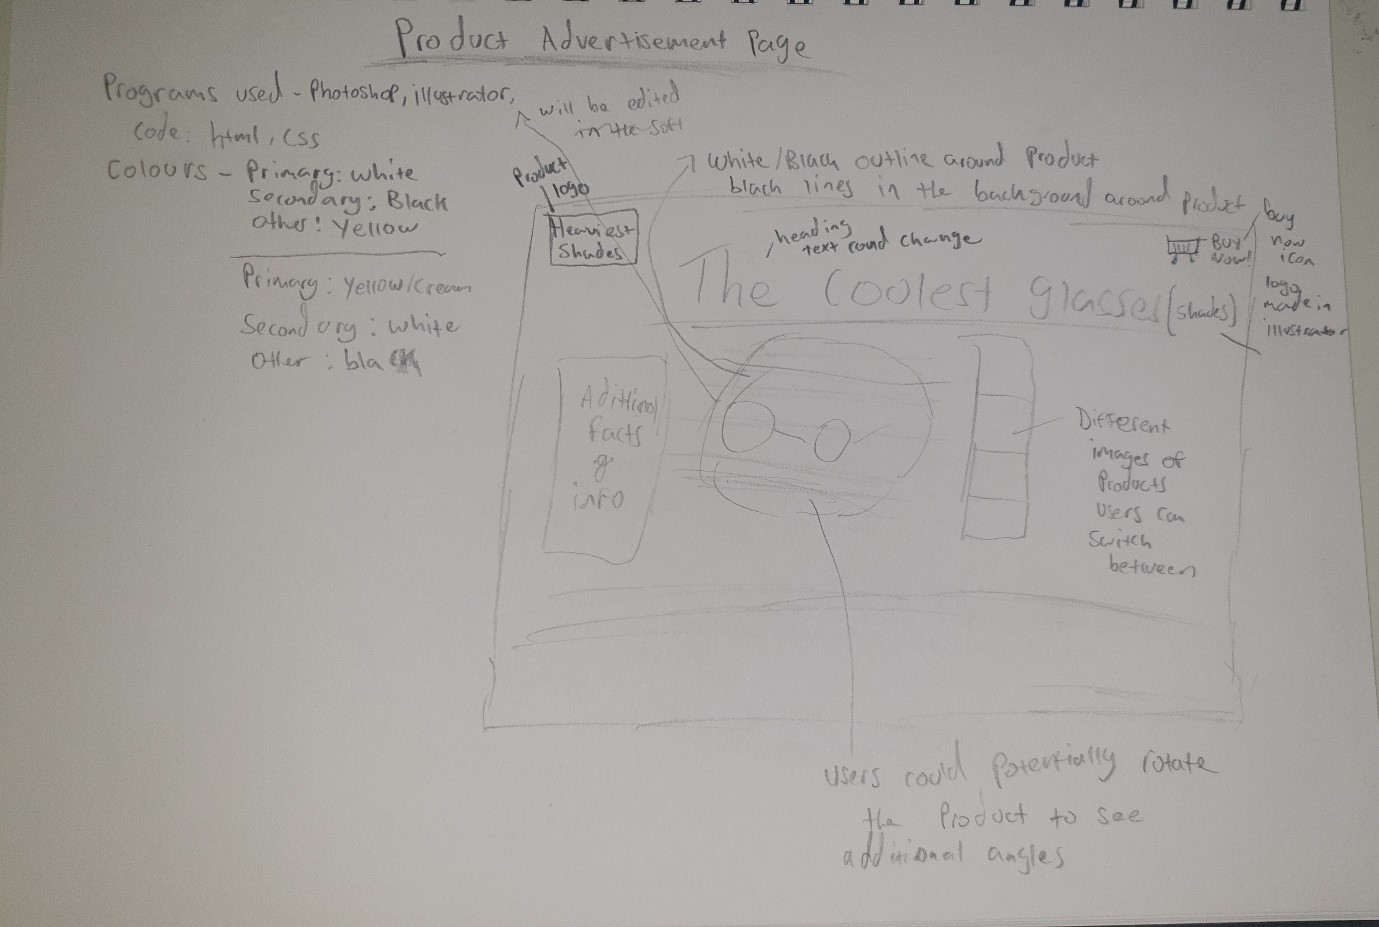 Product Advertisement Page
Programs used - Photoshop, illustrator,
code: html, css
Colours - Primary: white
Secondary: Black
other: Yellow
Primary: Yellow/Cream
Secondary: white
Other: black
will be edited
in the soft
Product
logo
Heaviest
Shades
White/Black outline around Product
black lines in the background around product
heading
text could change
The Coolest glasses (shades)
Buy
Now!
buy
now
icon
logo
made in
illustrator
Aditional
facts
&
info
Different
images of
Products
users can
switch
between
users could potentially rotate
the Product to see
additional angles